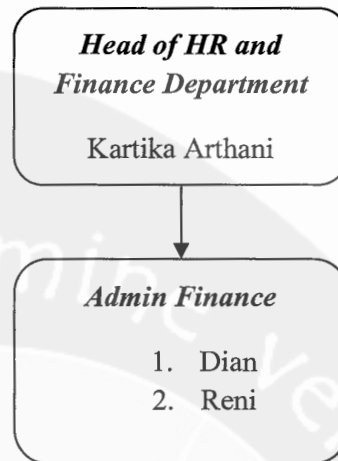 Head of HR and
Finance Department
Kartika Arthani
Admin Finance
1. Dian
2. Reni